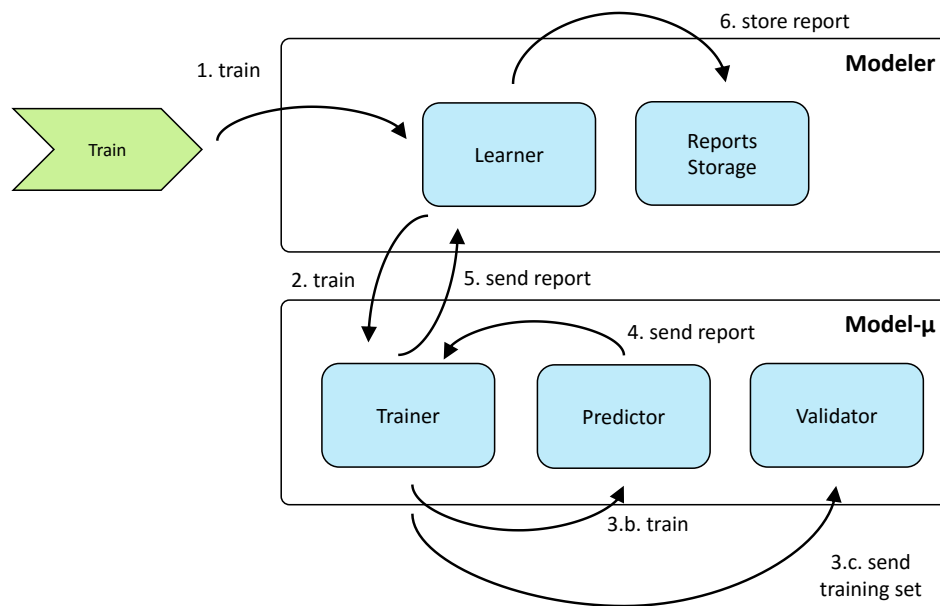 6. store report
Modeler
1. train
Train
Learner
Reports
Storage
2. train
5. send report
Model-μ
4. send report
Trainer
Predictor
Validator
3.b. train
3.c. send
training set